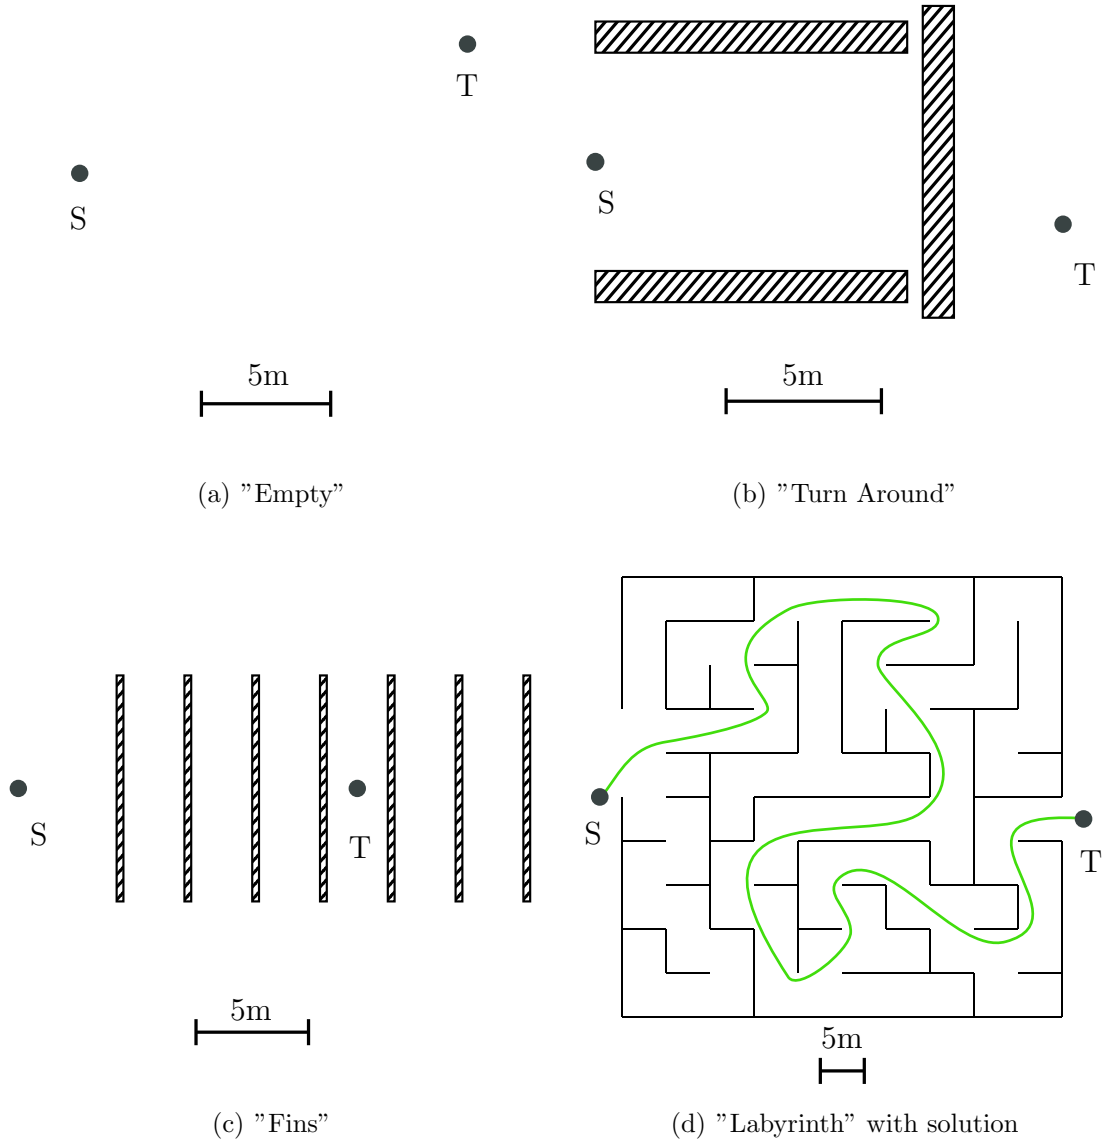 T
S
5m
(a) ”Empty”
S
T
5m
(b) ”Turn Around”
S
T
5m
(c) ”Fins”
S
T
5m
(d) ”Labyrinth” with solution